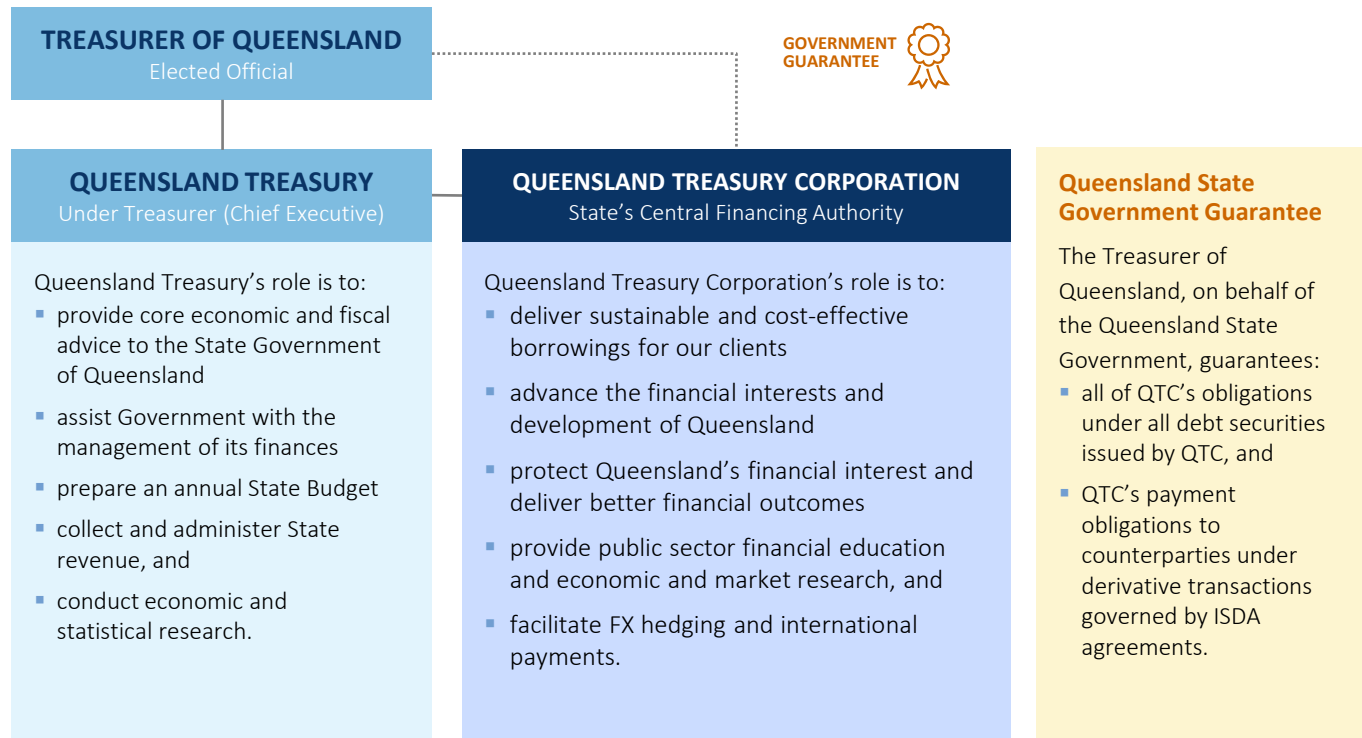 TREASURER OF QUEENSLAND
Elected Official
GOVERNMENT
GUARANTEE
QUEENSLAND TREASURY
Under Treasurer (Chief Executive)
Queensland Treasury’s role is to:
▪ provide core economic and fiscal
advice to the State Government
of Queensland
▪ assist Government with the
management of its finances
▪ prepare an annual State Budget
▪ collect and administer State
revenue, and
▪ conduct economic and
statistical research.
QUEENSLAND TREASURY CORPORATION
State’s Central Financing Authority
Queensland Treasury Corporation’s role is to:
▪ deliver sustainable and cost-effective
borrowings for our clients
▪ advance the financial interests and
development of Queensland
▪ protect Queensland’s financial interest and
deliver better financial outcomes
▪ provide public sector financial education
and economic and market research, and
▪ facilitate FX hedging and international
payments.
Queensland State
Government Guarantee
The Treasurer of
Queensland, on behalf of
the Queensland State
Government, guarantees:
▪ all of QTC’s obligations
under all debt securities
issued by QTC, and
▪ QTC’s payment
obligations to
counterparties under
derivative transactions
governed by ISDA
agreements.